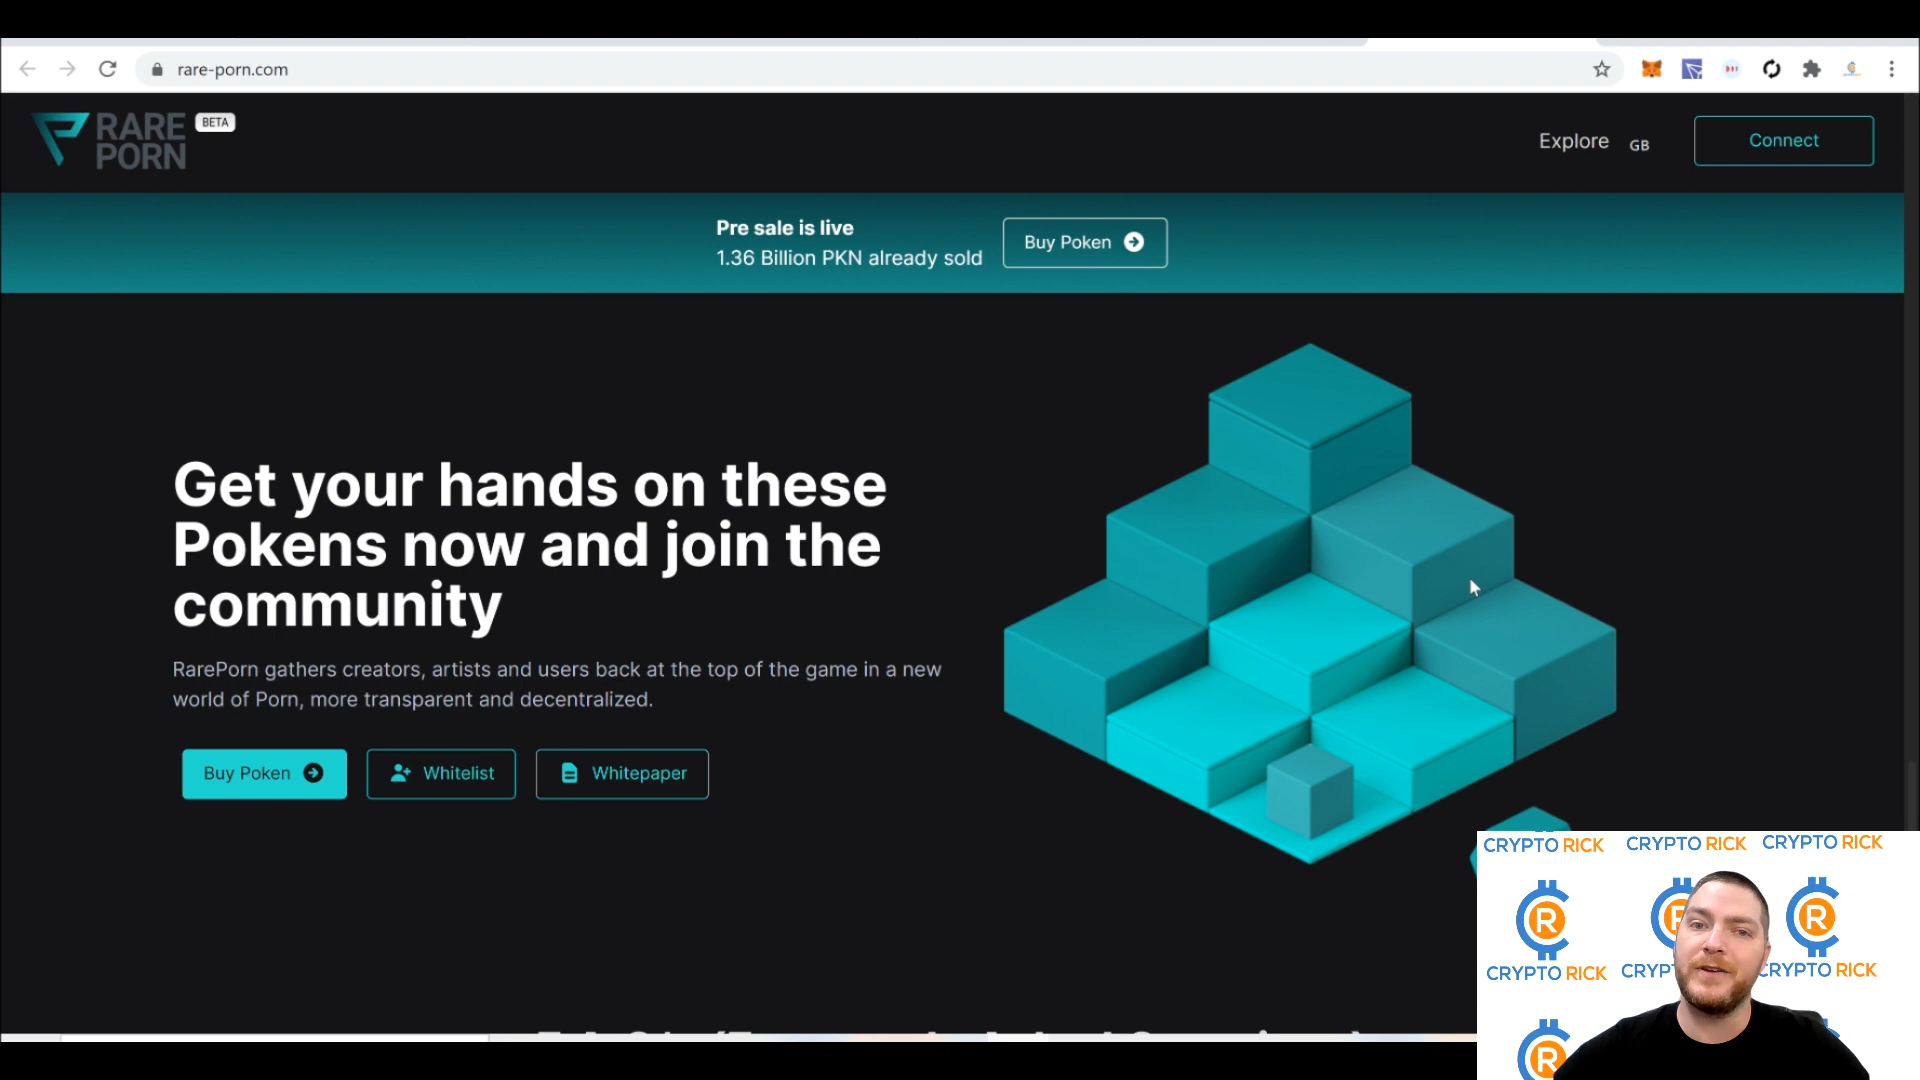 rare-porn.com
RARE
PORN
BETA
Explore
GB
Connect
Pre sale is live
1.36 Billion PKN already sold
Buy Poken
Get your hands on these
Pokens now and join the
community
RarePorn gathers creators, artists and users back at the top of the game in a new
world of Porn, more transparent and decentralized.
Buy Poken
Whitelist
Whitepaper
CRYPTO RICK
CRYPTO RICK
CRYPTO RICK
R
R
CRYPTO RICK
RICK
R